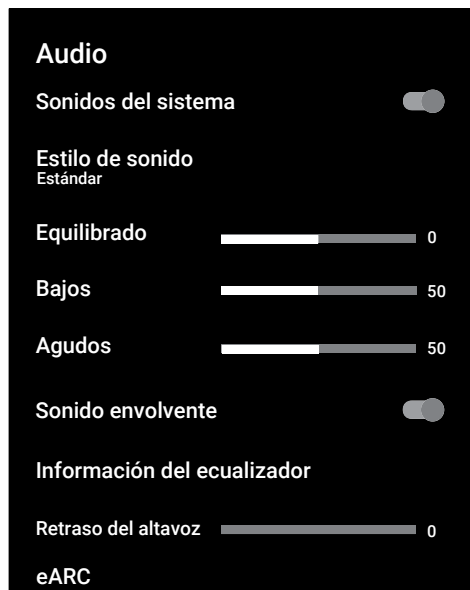 Audio
Sonidos del sistema
Estilo de sonido
Estándar
Equilibrado 0
Bajos 50
Agudos 50
Sonido envolvente
Información del ecualizador
Retraso del altavoz 0
eARC